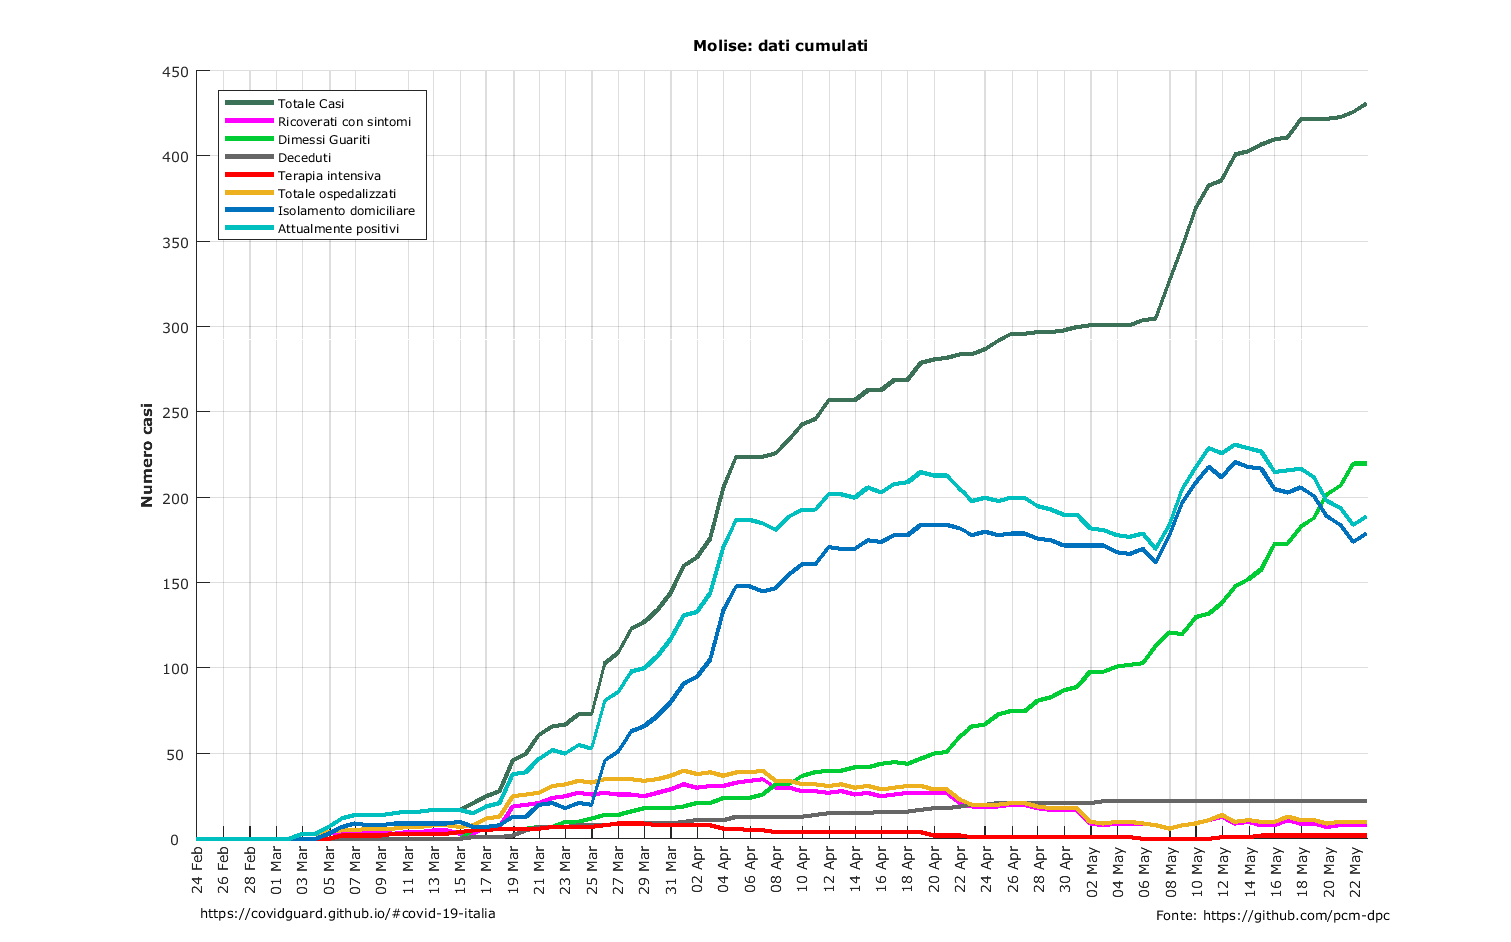 Molise: dati cumulati
450
400
350
300
250
200
150
100
50
0
Numero casi
Totale Casi
Ricoverati con sintomi
Dimessi Guariti
Deceduti
Terapia intensiva
Totale ospedalizzati
Isolamento domiciliare
Attualmente positivi
24 Feb
26 Feb
28 Feb
01 Mar
03 Mar
05 Mar
07 Mar
09 Mar
11 Mar
13 Mar
15 Mar
17 Mar
19 Mar
21 Mar
23 Mar
25 Mar
27 Mar
29 Mar
31 Mar
02 Apr
04 Apr
06 Apr
08 Apr
10 Apr
12 Apr
14 Apr
16 Apr
18 Apr
20 Apr
22 Apr
24 Apr
26 Apr
28 Apr
30 Apr
02 May
04 May
06 May
08 May
10 May
12 May
14 May
16 May
18 May
20 May
22 May
https://covidguard.github.io/#covid-19-italia
Fonte: https://github.com/pcm-dpc